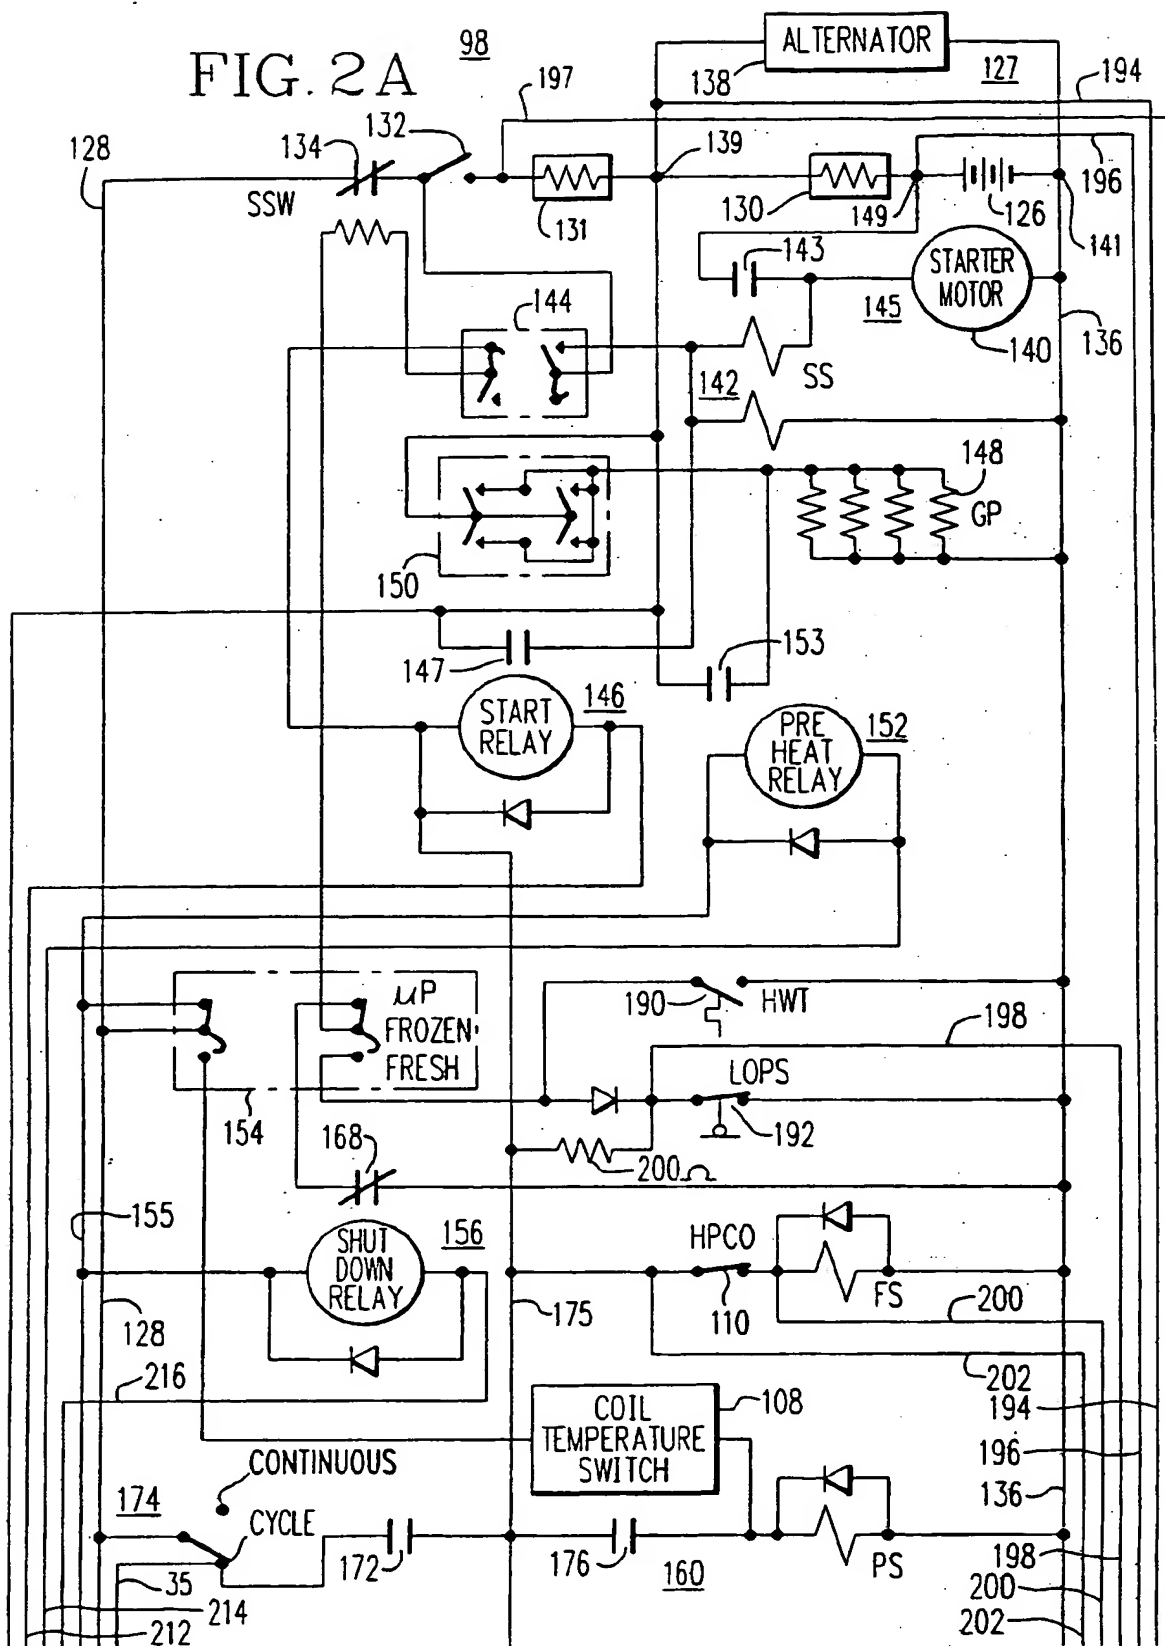 FIG. 2A
98
ALTERNATOR
138
127
194
197
128
134
132
139
SSW
131
130
149
126
196
141
143
STARTER
MOTOR
145
140
136
144
SS
142
148
GP
150
147
153
START
RELAY
146
PRE
HEAT
RELAY
152
μP
FROZEN
FRESH
154
190
HWT
198
LOPS
192
168
200Ω
155
SHUT
DOWN
RELAY
156
HPCO
110
FS
200
128
175
202
216
194
COIL
TEMPERATURE
SWITCH
108
196
CONTINUOUS
174
CYCLE
136
172
176
160
PS
198
35
200
214
212
202